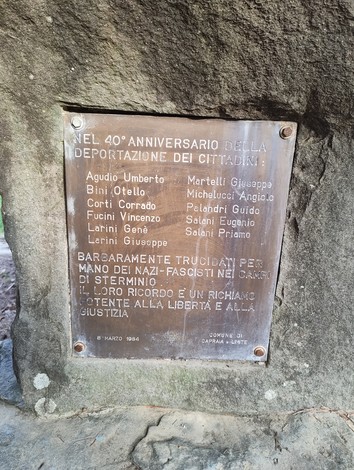 NEL 40° ANNIVERSARIO DELLA
DEPORTAZIONE DEI CITTADINI:
Agudio Umberto
Bini Otello
Corti Corrado
Fucini Vincenzo
Larini Genè
Larini Giuseppe
Martelli Giuseppe
Michelucci Angiolo
Palandri Guido
Salani Eugenio
Salani Priamo
BARBARAMENTE TRUCIDATI PER
MANO DEI NAZI-FASCISTI NEI CAMPI
DI STERMINIO
IL LORO RICORDO E' UN RICHIAMO
POTENTE ALLA LIBERTÀ E ALLA
GIUSTIZIA
8 MARZO 1984
COMUNE DI
CAPRAIA e LIMITE